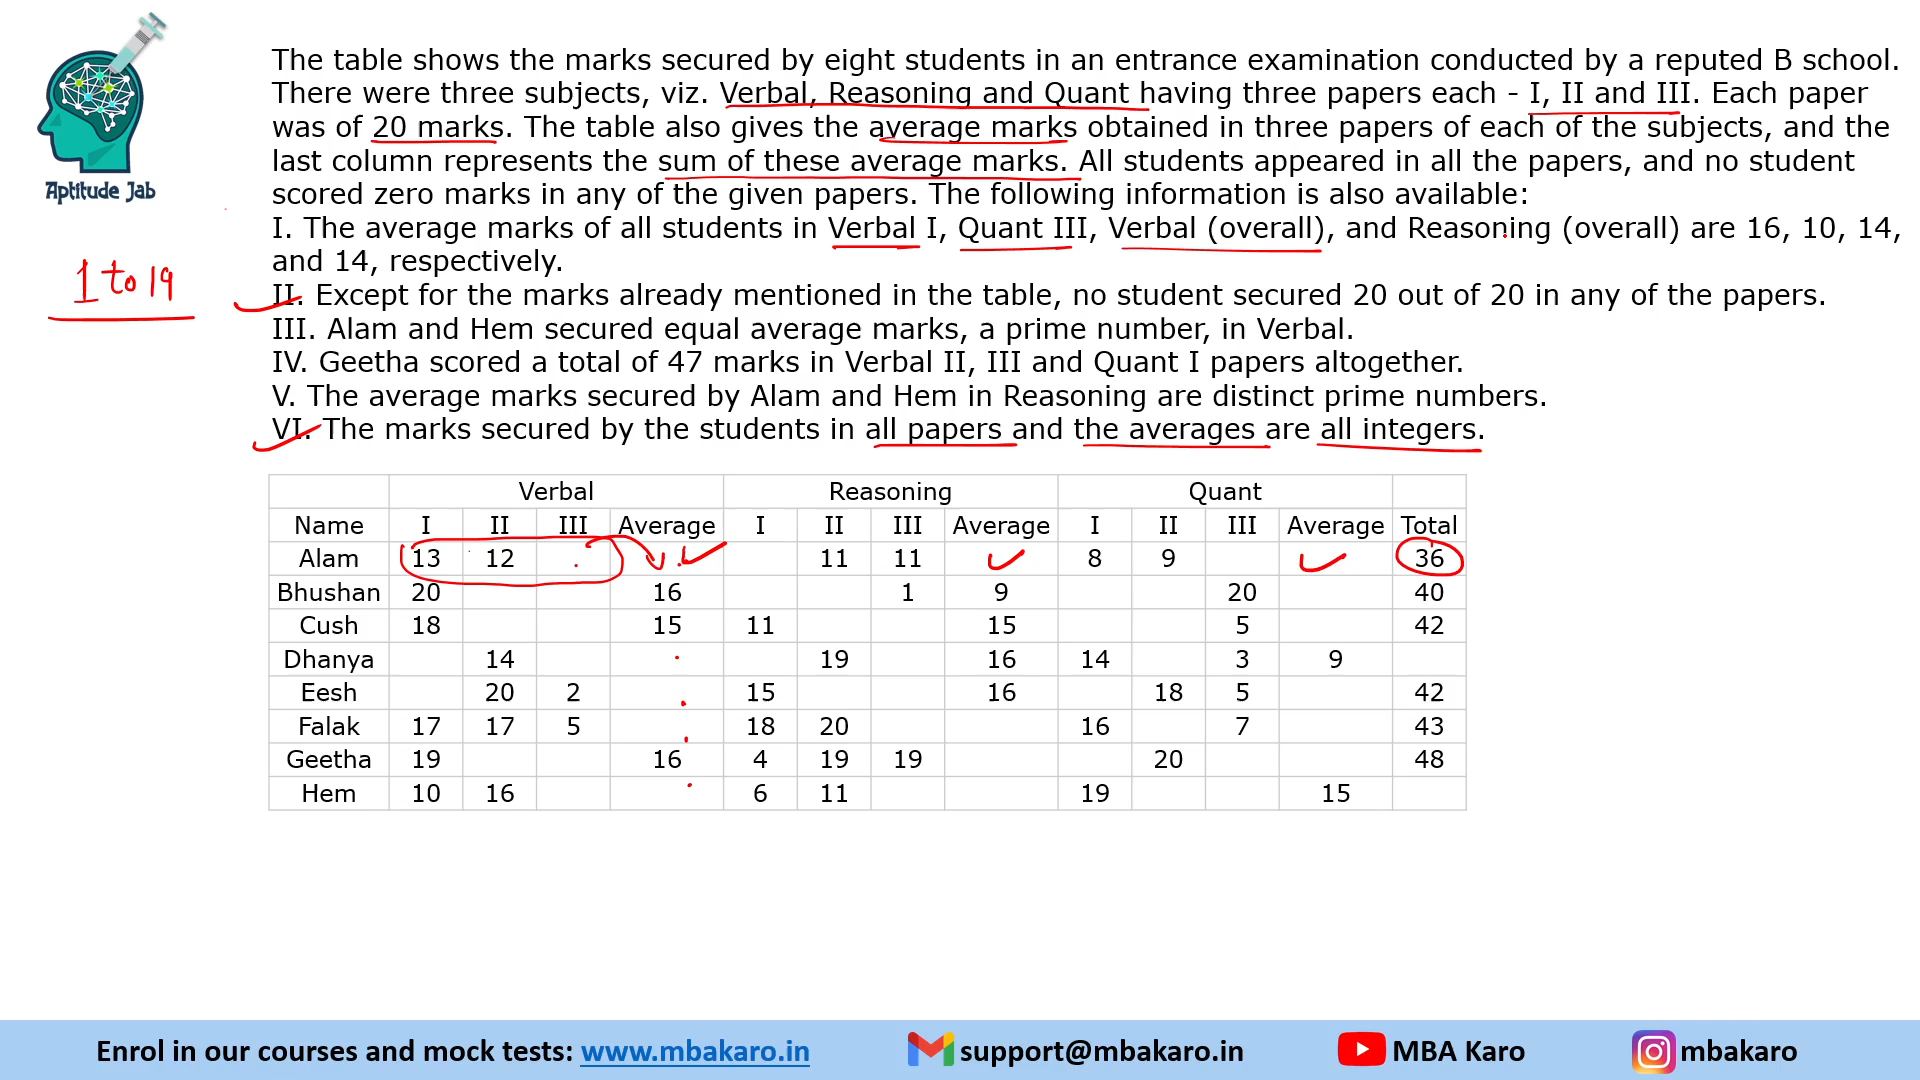 The table shows the marks secured by eight students in an entrance examination conducted by a reputed B school.
There were three subjects, viz. Verbal, Reasoning and Quant having three papers each - I, II and III. Each paper
was of 20 marks. The table also gives the average marks obtained in three papers of each of the subjects, and the
last column represents the sum of these average marks. All students appeared in all the papers, and no student
scored zero marks in any of the given papers. The following information is also available:
I. The average marks of all students in Verbal I, Quant III, Verbal (overall), and Reasoning (overall) are 16, 10, 14,
and 14, respectively.
II. Except for the marks already mentioned in the table, no student secured 20 out of 20 in any of the papers.
III. Alam and Hem secured equal average marks, a prime number, in Verbal.
IV. Geetha scored a total of 47 marks in Verbal II, III and Quant I papers altogether.
V. The average marks secured by Alam and Hem in Reasoning are distinct prime numbers.
VI. The marks secured by the students in all papers and the averages are all integers.
Aptitude Jab
1 to 19
Verbal Reasoning Quant
Name I II III Average I II III Average I II III Average Total
Alam 13 12 11 11 8 9 36
Bhushan 20 16 1 9 20 40
Cush 18 15 11 15 5 42
Dhanya 14 19 16 14 3 9
Eesh 20 2 15 16 18 5 42
Falak 17 17 5 18 20 16 7 43
Geetha 19 16 4 19 19 20 48
Hem 10 16 6 11 19 15
Enrol in our courses and mock tests: www.mbakaro.in support@mbakaro.in MBA Karo mbakaro